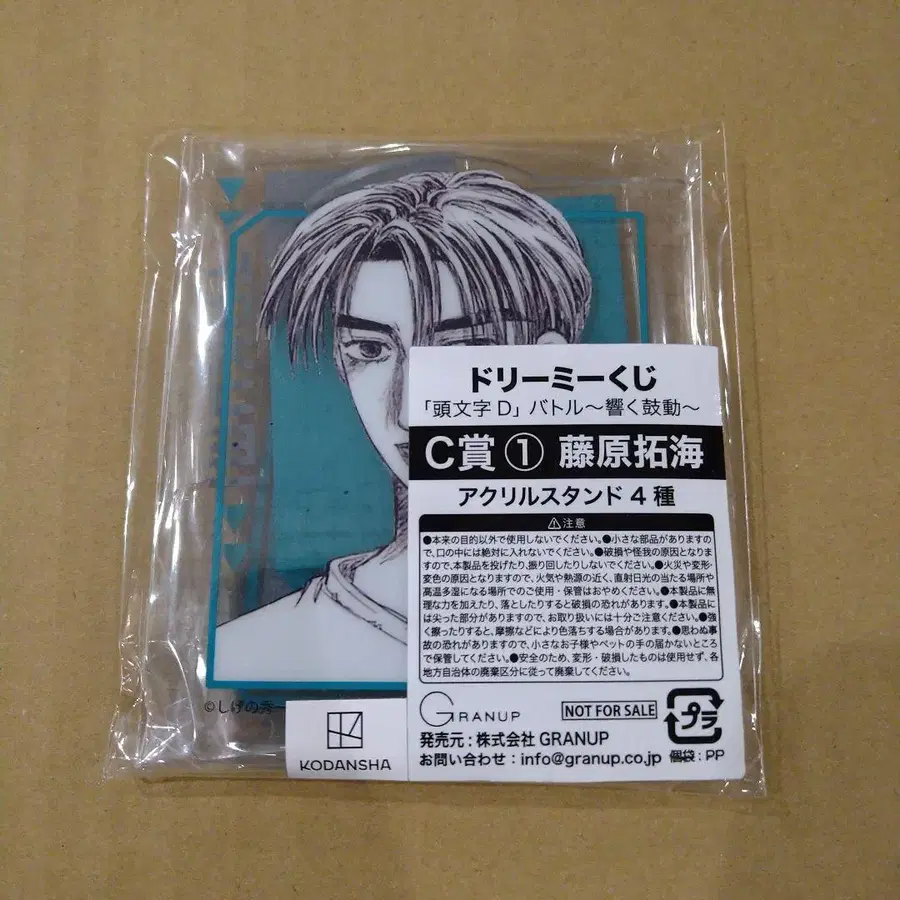 ドリーミーくじ
「頭文字D」バトル～響く鼓動～
C賞 ① 藤原拓海
アクリルスタンド 4 種
⚠注意
●本来の目的以外で使用しないでください。●小さな部品がありますの
で、口の中には絶対に入れないでください。●破損や怪我の原因となりま
すので、本製品を投げたり、振り回したりしないでください。●火災や変形・
変色の原因となりますので、火気や熱源の近く、直射日光の当たる場所や
高温多湿になる場所でのご使用・保管はおやめください。●本製品に無
理な力を加えたり、落としたりすると破損の恐れがあります。●本製品に
は尖った部分がありますので、お取り扱いには十分ご注意ください。●強
く擦ったりすると、摩擦などにより色落ちする場合があります。●思わぬ事
故の恐れがありますので、小さなお子様やペットの手の届かないところ
で保管してください。●安全のため、変形・破損したものは使用せず、各
地方自治体の廃棄区分に従って廃棄してください。
GRANUP
NOT FOR SALE
プラ
発売元：株式会社 GRANUP
お問い合わせ：info@granup.co.jp
個袋：PP
©しげの秀一
KODANSHA